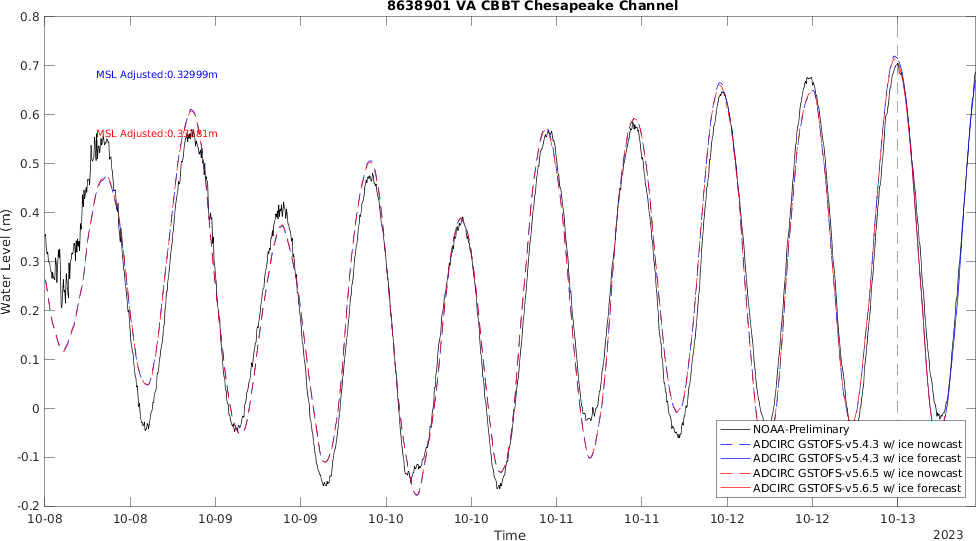 8638901 VA CBBT Chesapeake Channel
0.8
0.7
0.6
0.5
0.4
0.3
0.2
0.1
0
-0.1
-0.2
Water Level (m)
MSL Adjusted:0.32999m
MSL Adjusted:
NOAA-Preliminary
ADCIRC GSTOFS-v5.4.3 w/ ice nowcast
ADCIRC GSTOFS-v5.4.3 w/ ice forecast
ADCIRC GSTOFS-v5.6.5 w/ ice nowcast
ADCIRC GSTOFS-v5.6.5 w/ ice forecast
10-08 10-08 10-09 10-09 10-10 10-10 10-11 10-11 10-12 10-12 10-13
Time
2023